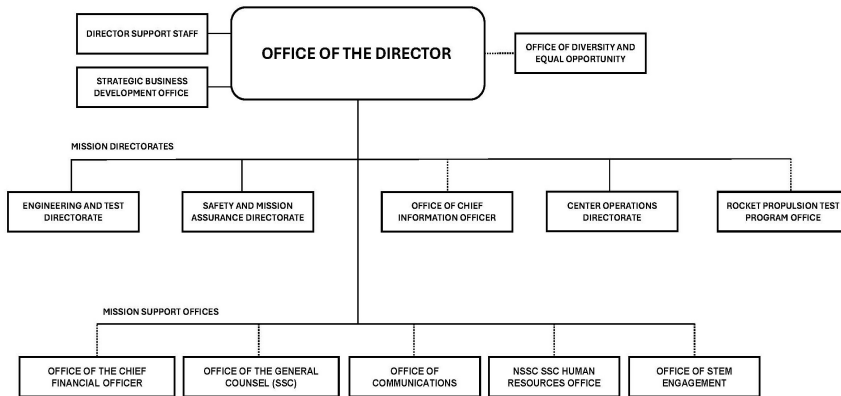 DIRECTOR SUPPORT STAFF
OFFICE OF THE DIRECTOR
OFFICE OF DIVERSITY AND
EQUAL OPPORTUNITY
STRATEGIC BUSINESS
DEVELOPMENT OFFICE
MISSION DIRECTORATES
ENGINEERING AND TEST
DIRECTORATE
SAFETY AND MISSION
ASSURANCE DIRECTORATE
OFFICE OF CHIEF
INFORMATION OFFICER
CENTER OPERATIONS
DIRECTORATE
ROCKET PROPULSION TEST
PROGRAM OFFICE
MISSION SUPPORT OFFICES
OFFICE OF THE CHIEF
FINANCIAL OFFICER
OFFICE OF THE GENERAL
COUNSEL (SSC)
OFFICE OF
COMMUNICATIONS
NSSC SSC HUMAN
RESOURCES OFFICE
OFFICE OF STEM
ENGAGEMENT